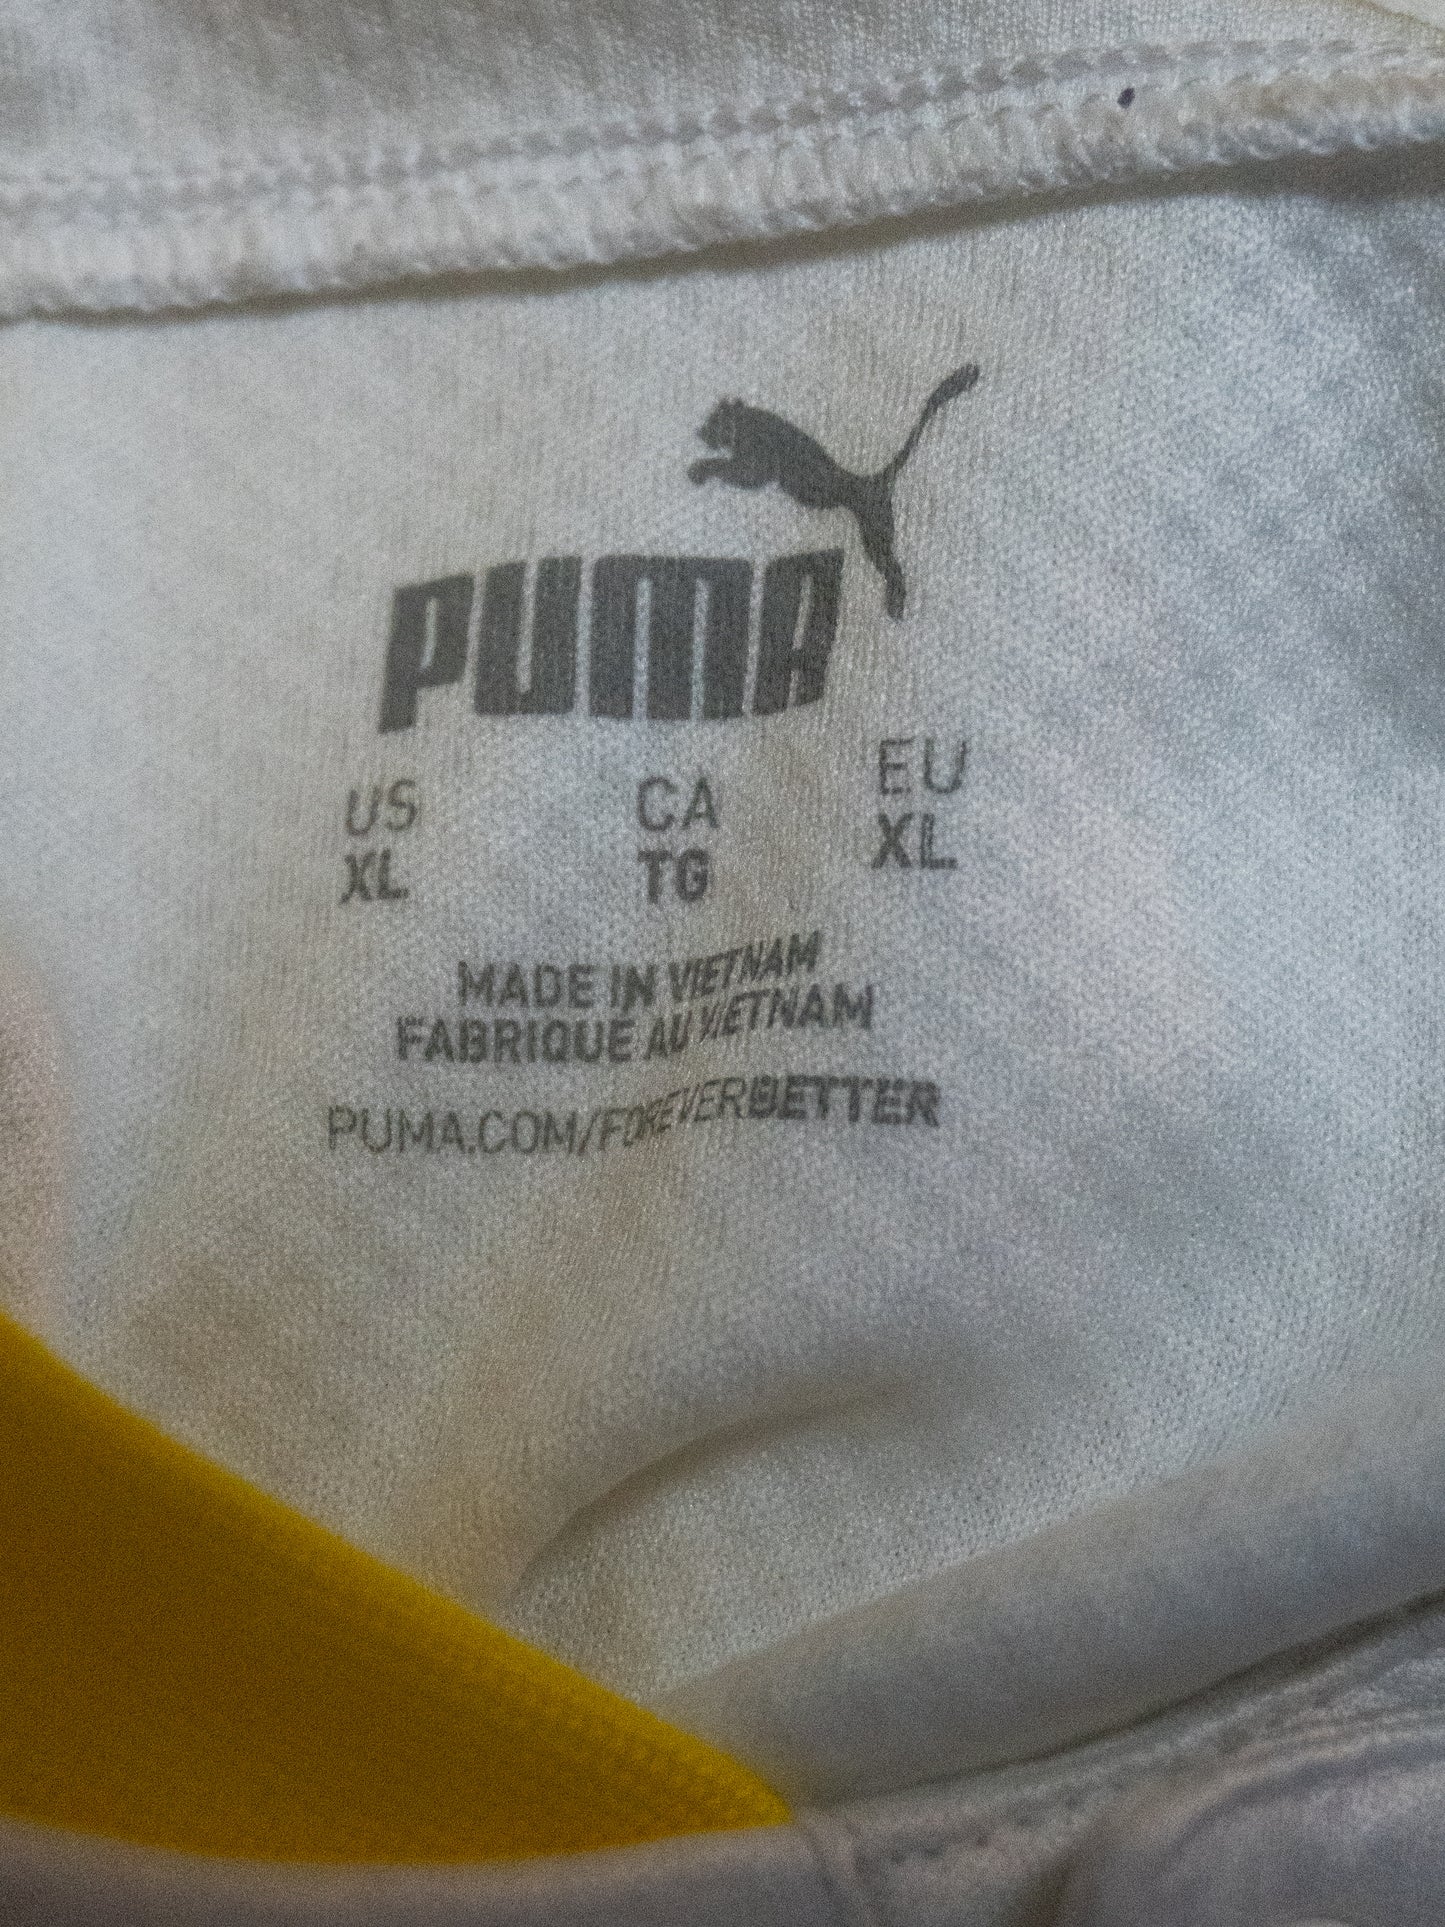 PUMA
US CA EU
XL TG XL
MADE IN VIETNAM
FABRIQUE AU VIETNAM
PUMA.COM/FOREVERBETTER